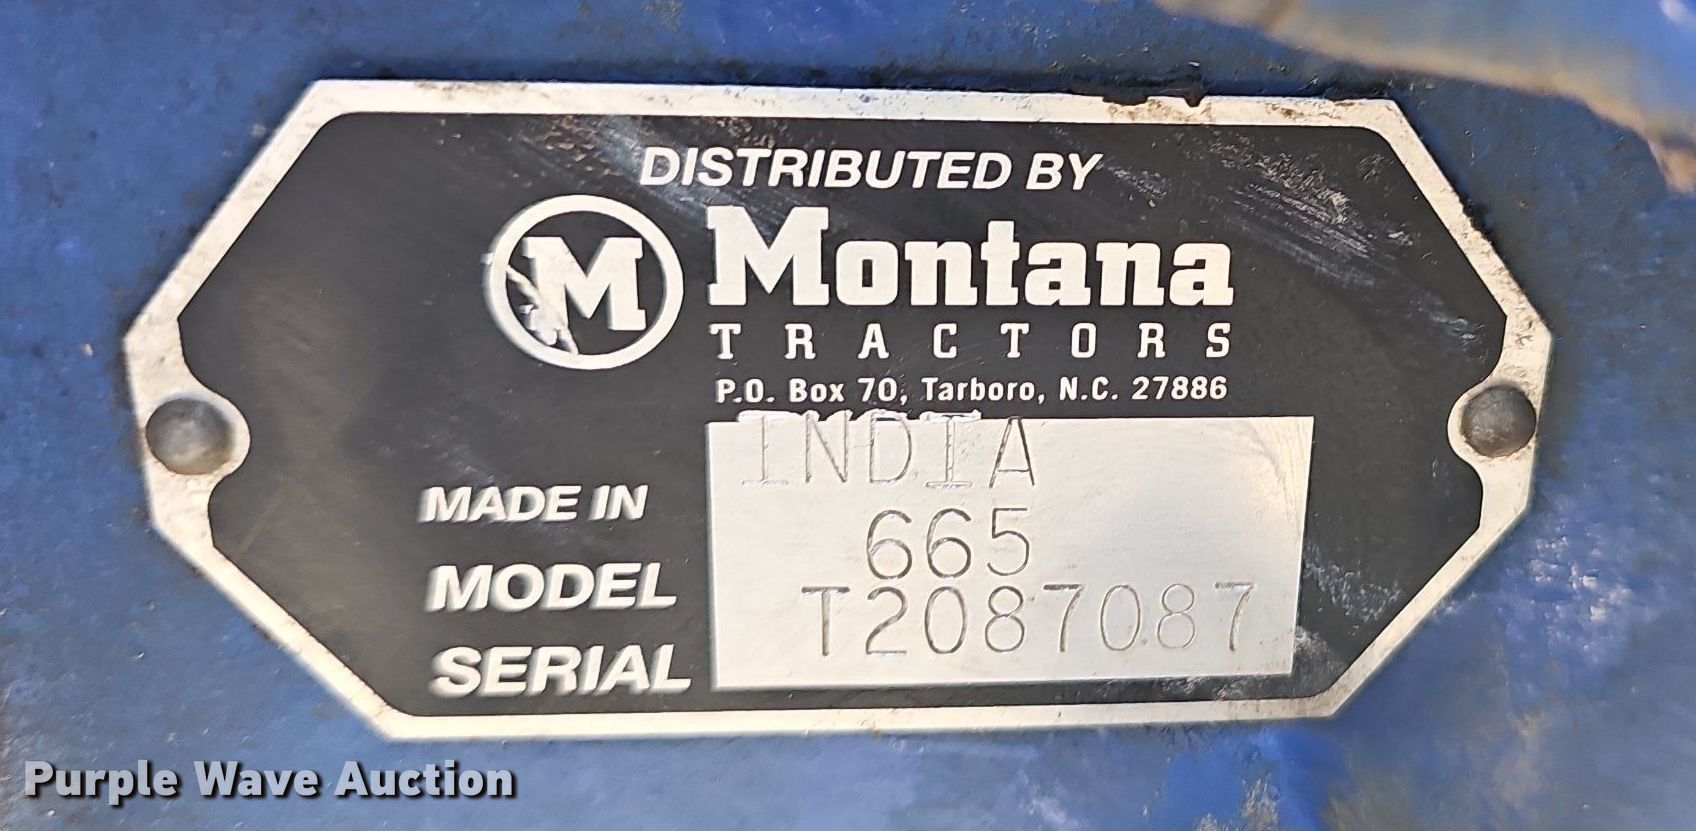 DISTRIBUTED BY
M Montana
TRACTORS
P.O. Box 70, Tarboro, N.C. 27886
MADE IN INDIA
MODEL 665
SERIAL T2087087
Purple Wave Auction